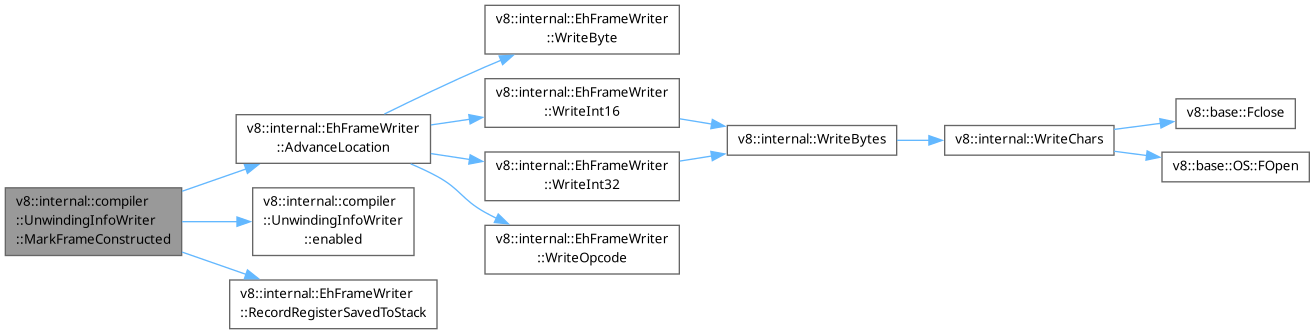 v8::internal::compiler
::UnwindingInfoWriter
::MarkFrameConstructed
v8::internal::EhFrameWriter
::AdvanceLocation
v8::internal::EhFrameWriter
::WriteByte
v8::internal::EhFrameWriter
::WriteInt16
v8::internal::WriteBytes
v8::internal::WriteChars
v8::base::Fclose
v8::base::OS::FOpen
v8::internal::EhFrameWriter
::WriteInt32
v8::internal::EhFrameWriter
::WriteOpcode
v8::internal::compiler
::UnwindingInfoWriter
::enabled
v8::internal::EhFrameWriter
::RecordRegisterSavedToStack